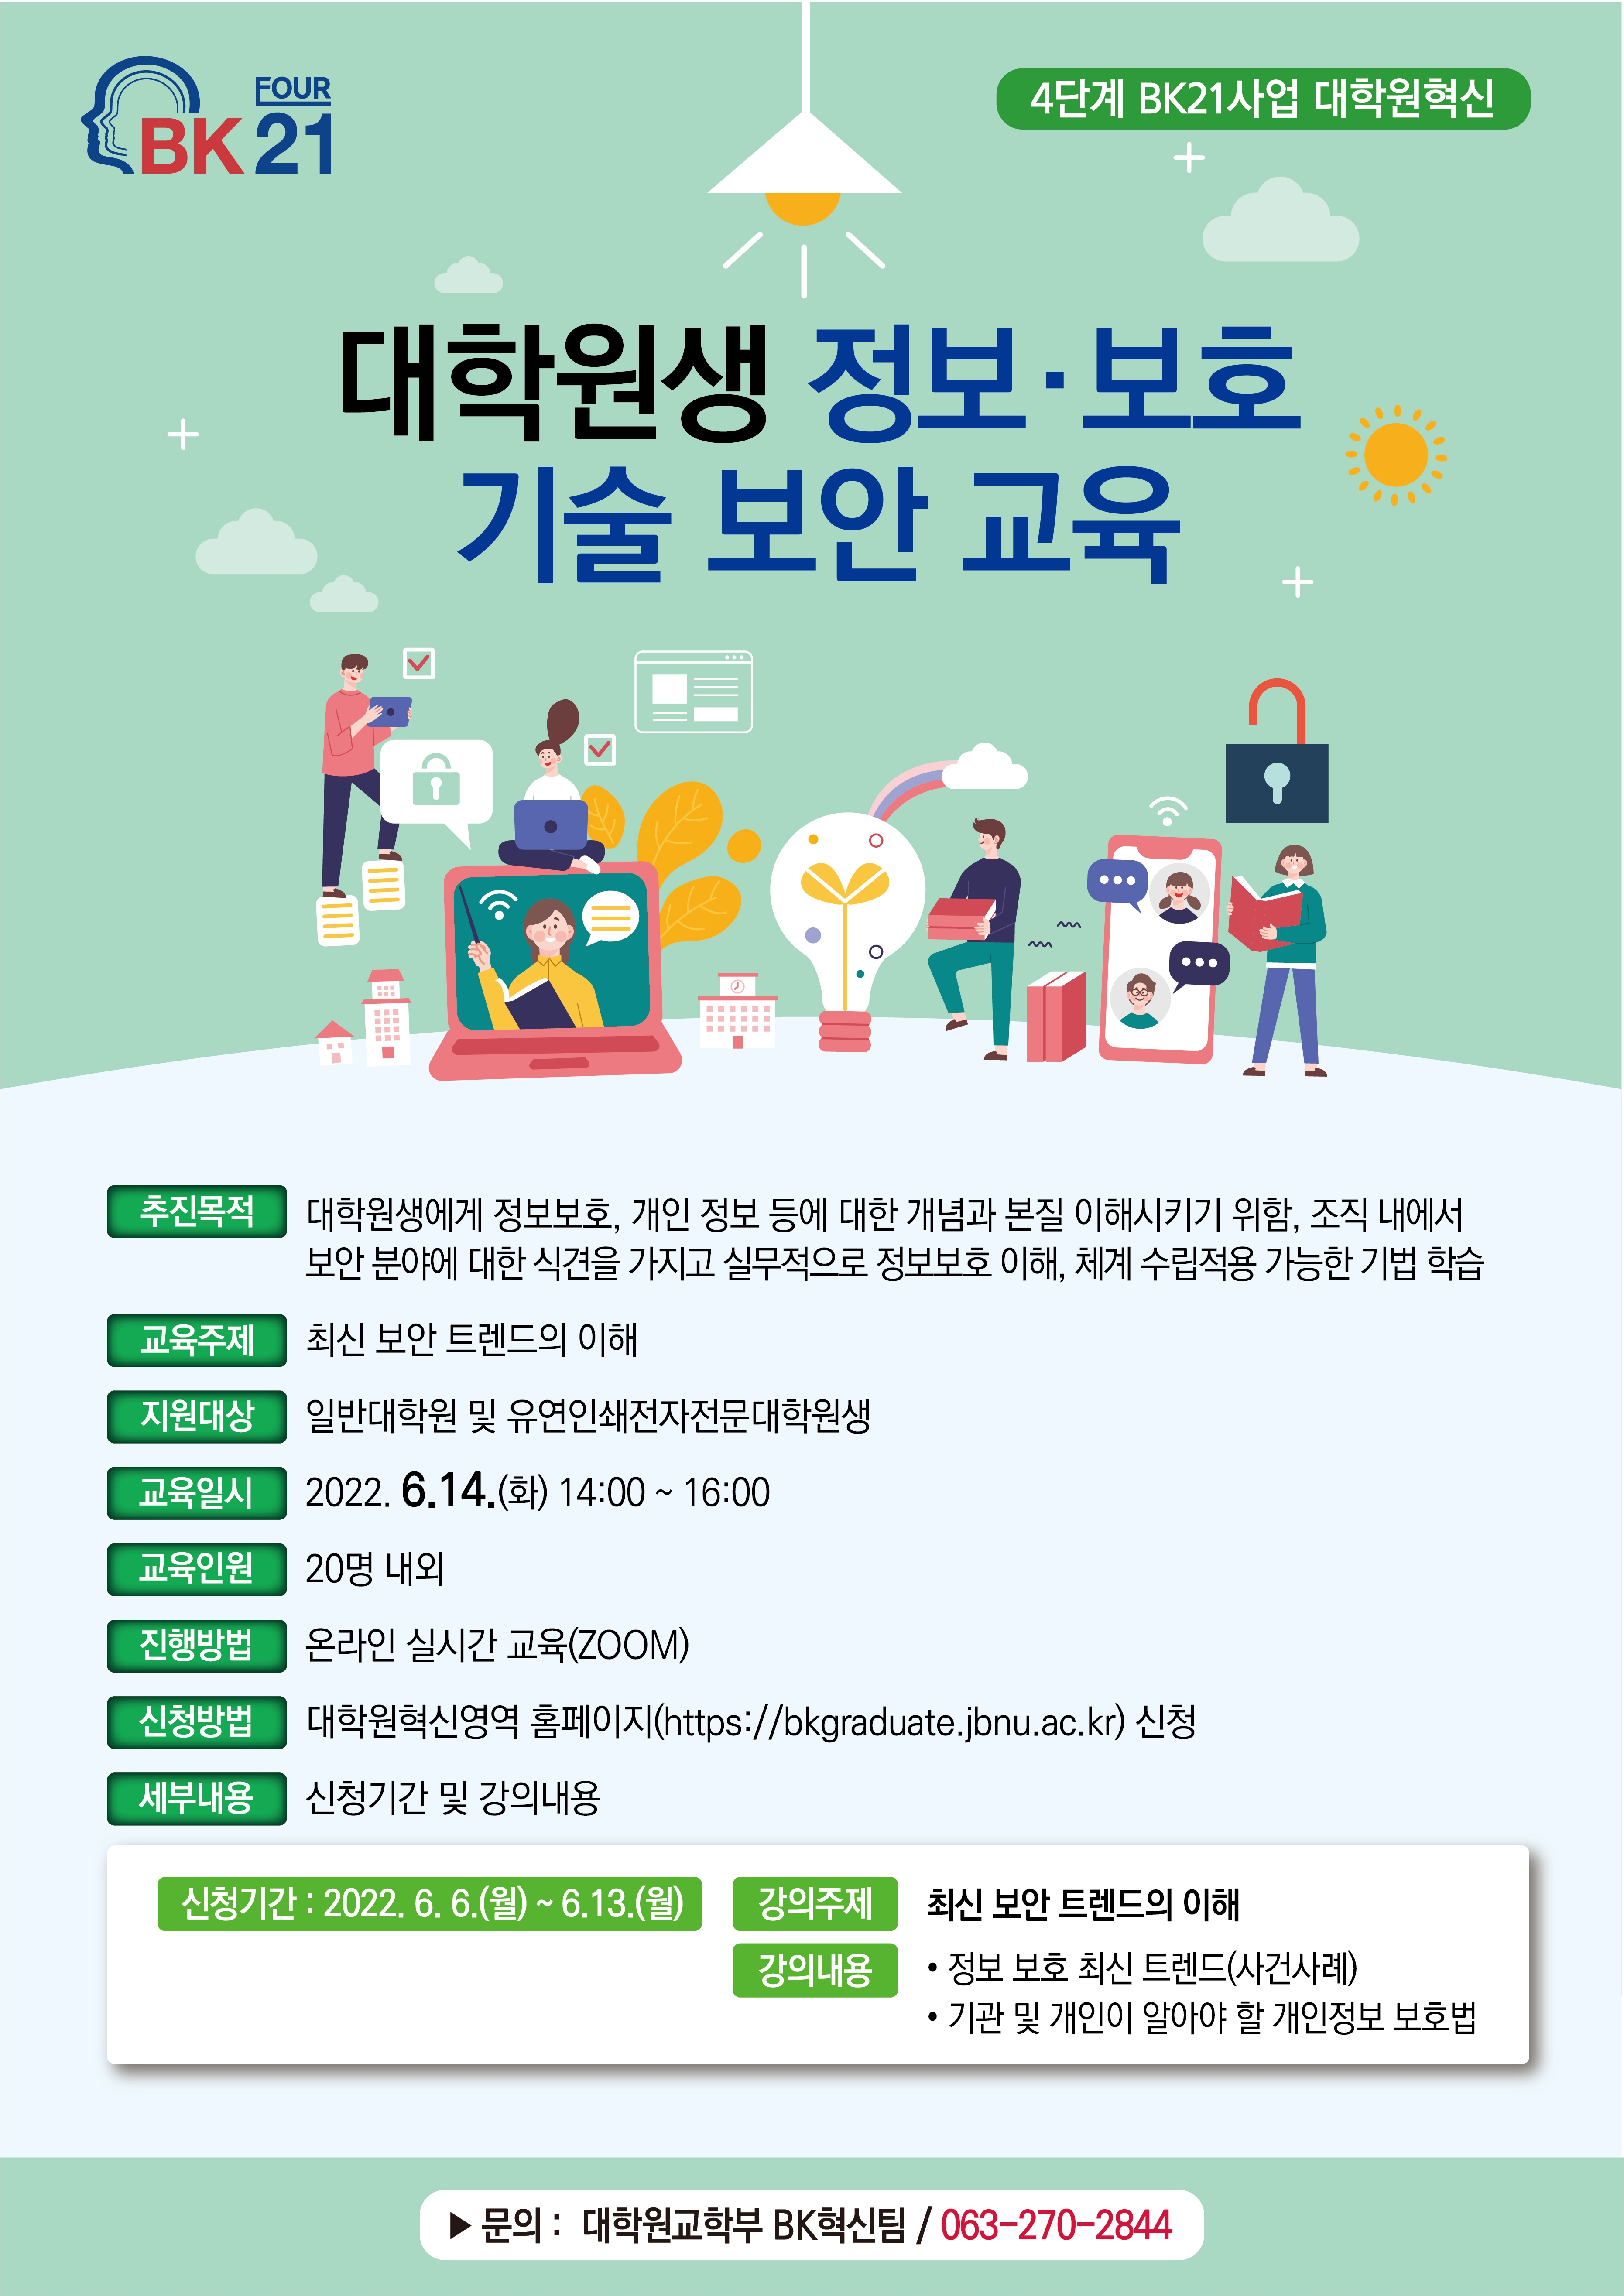 FOUR
BK 21
4단계 BK21사업 대학원혁신
대학원생 정보·보호
기술 보안 교육
추진목적 대학원생에게 정보보호, 개인 정보 등에 대한 개념과 본질 이해시키기 위함, 조직 내에서
보안 분야에 대한 식견을 가지고 실무적으로 정보보호 이해, 체계 수립적용 가능한 기법 학습
교육주제 최신 보안 트렌드의 이해
지원대상 일반대학원 및 유연인쇄전자전문대학원생
교육일시 2022. 6.14.(화) 14:00 ~ 16:00
교육인원 20명 내외
진행방법 온라인 실시간 교육(ZOOM)
신청방법 대학원혁신영역 홈페이지(https://bkgraduate.jbnu.ac.kr) 신청
세부내용 신청기간 및 강의내용
신청기간 : 2022. 6. 6.(월) ~ 6.13.(월)
강의주제 최신 보안 트렌드의 이해
강의내용 • 정보 보호 최신 트렌드(사건사례)
• 기관 및 개인이 알아야 할 개인정보 보호법
▶ 문의 : 대학원교학부 BK혁신팀 / 063-270-2844